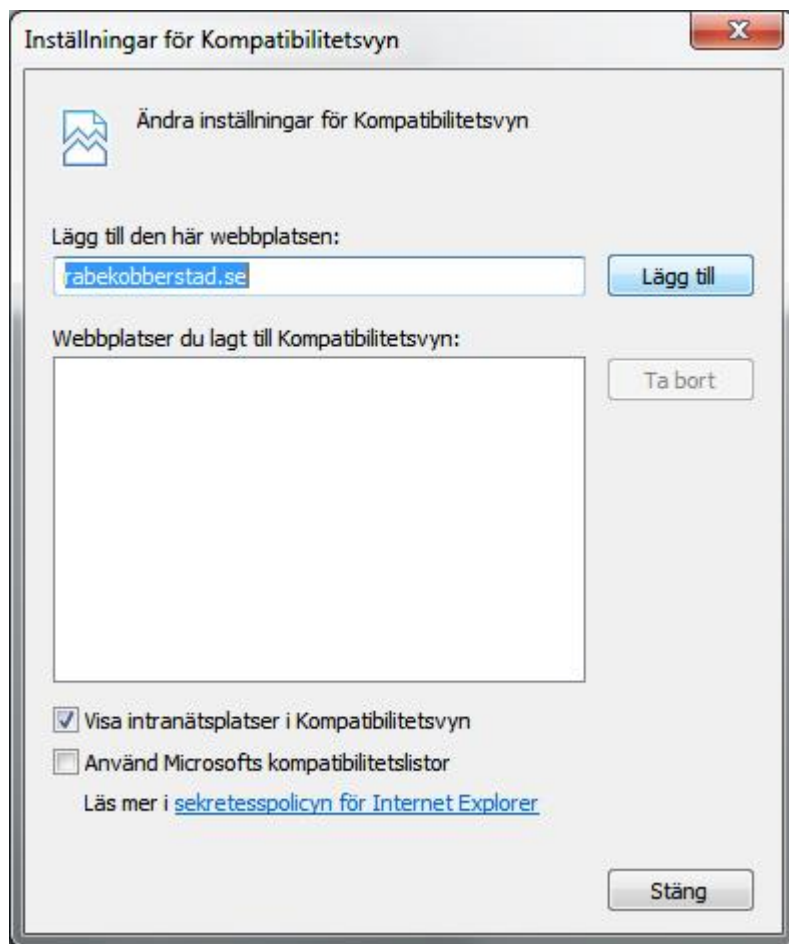 Inställningar för Kompatibilitetsvyn
Ändra inställningar för Kompatibilitetsvyn
Lägg till den här webbplatsen:
rabekobberstad.se
Lägg till
Webbplatser du lagt till Kompatibilitetsvyn:
Ta bort
Visa intranätsplatser i Kompatibilitetsvyn
Använd Microsofts kompatibilitetslistor
Läs mer i sekretesspolicyn för Internet Explorer
Stäng